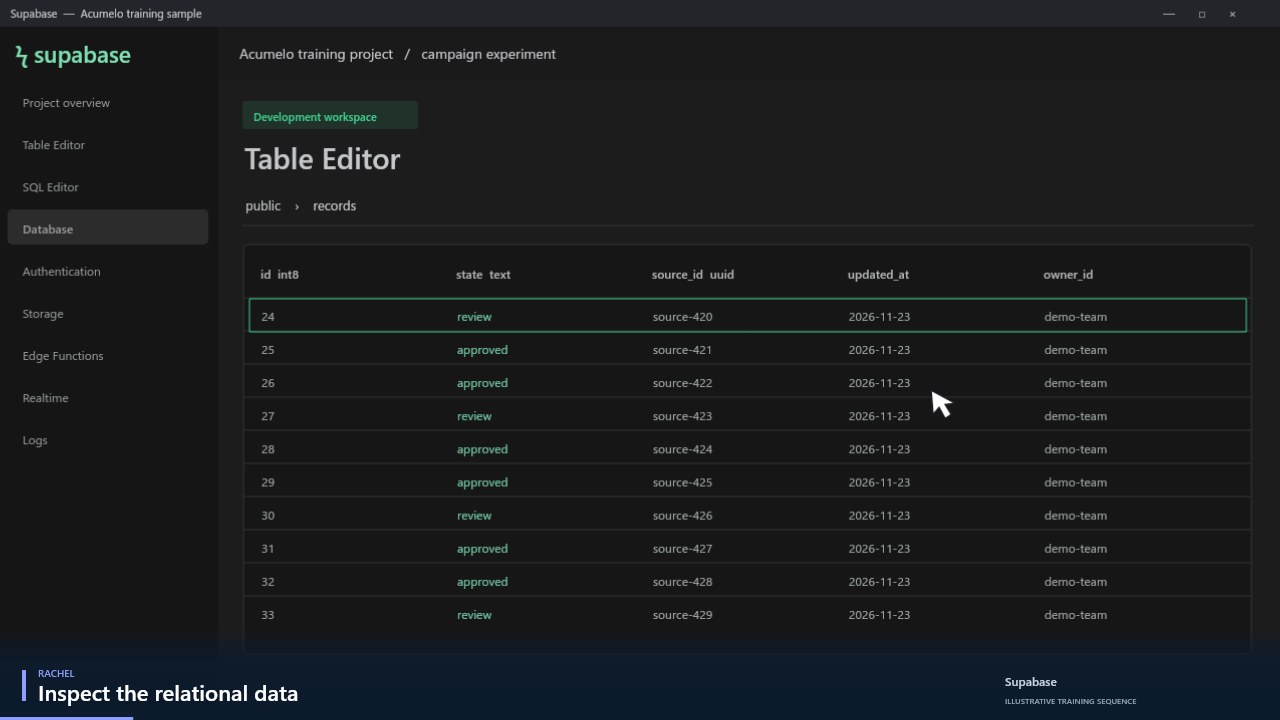 Supabase — Acumelo training sample
supabase
Acumelo training project / campaign experiment
Project overview
Table Editor
SQL Editor
Database
Authentication
Storage
Edge Functions
Realtime
Logs
Development workspace
Table Editor
public › records
id int8 state text source_id uuid updated_at owner_id
24 review source-420 2026-11-23 demo-team
25 approved source-421 2026-11-23 demo-team
26 approved source-422 2026-11-23 demo-team
27 review source-423 2026-11-23 demo-team
28 approved source-424 2026-11-23 demo-team
29 approved source-425 2026-11-23 demo-team
30 review source-426 2026-11-23 demo-team
31 approved source-427 2026-11-23 demo-team
32 approved source-428 2026-11-23 demo-team
33 review source-429 2026-11-23 demo-team
RACHEL
Inspect the relational data
Supabase
ILLUSTRATIVE TRAINING SEQUENCE